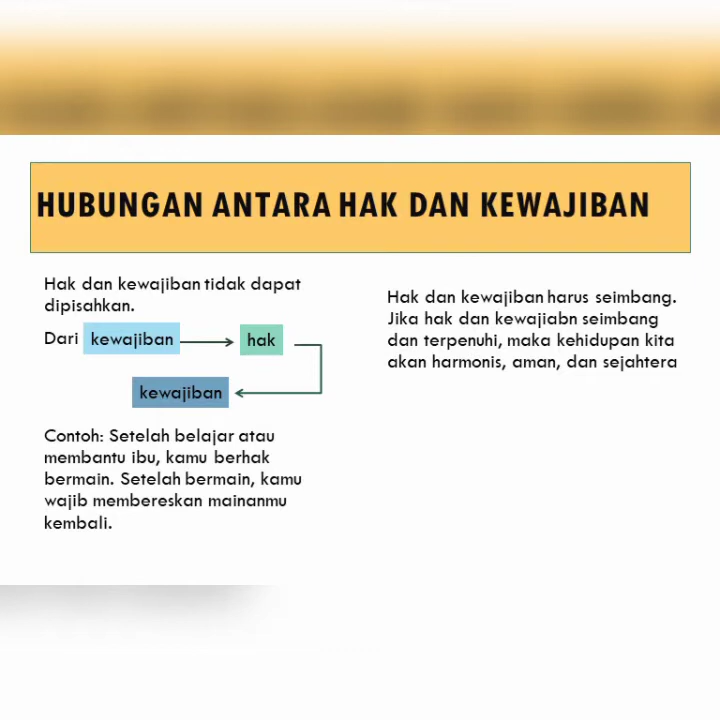 HUBUNGAN ANTARA HAK DAN KEWAJIBAN
Hak dan kewajiban tidak dapat
dipisahkan.
Dari kewajiban hak
kewajiban
Contoh: Setelah belajar atau
membantu ibu, kamu berhak
bermain. Setelah bermain, kamu
wajib membereskan mainanmu
kembali.
Hak dan kewajiban harus seimbang.
Jika hak dan kewajiabn seimbang
dan terpenuhi, maka kehidupan kita
akan harmonis, aman, dan sejahtera